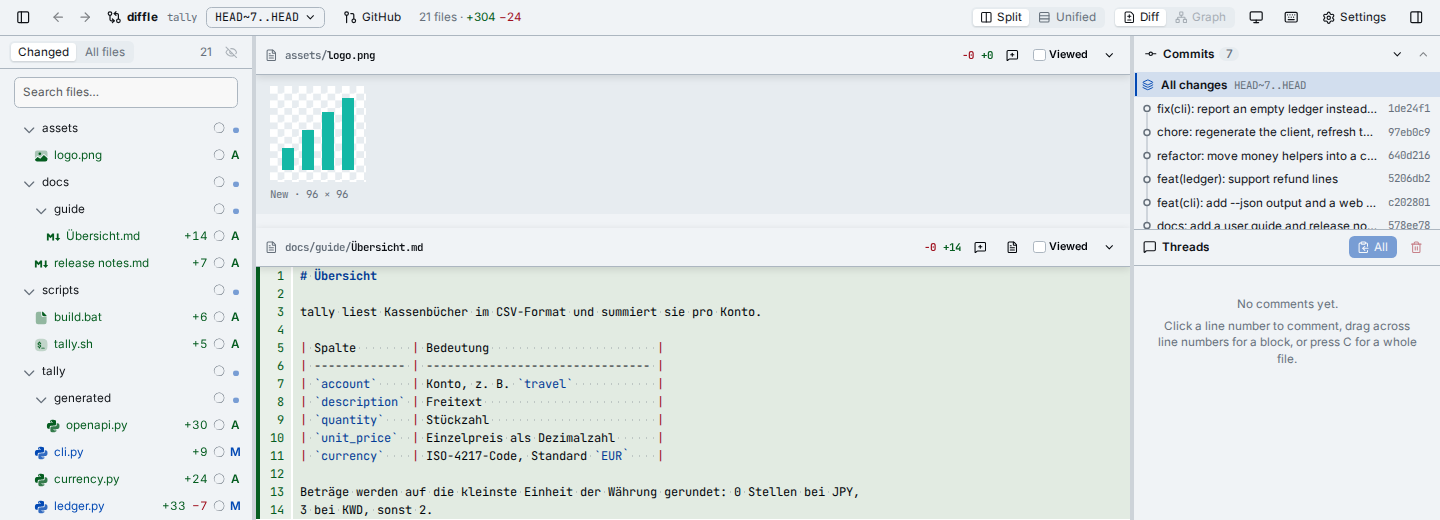 diffle tally HEAD~7..HEAD GitHub 21 files · +304 −24 Split Unified Diff Graph Settings
Changed All files 21
Search files...
assets
logo.png A
docs
guide
Übersicht.md +14 A
release notes.md +7 A
scripts
build.bat +6 A
tally.sh +5 A
tally
generated
openapi.py +30 A
cli.py +9 M
currency.py +24 A
ledger.py +33 −7 M
assets/logo.png -0 +0 Viewed
New · 96 × 96
docs/guide/Übersicht.md -0 +14 Viewed
1 # Übersicht
2
3 tally liest Kassenbücher im CSV-Format und summiert sie pro Konto.
4
5 | Spalte | Bedeutung |
6 | ------------- | -------------------------------- |
7 | `account` | Konto, z. B. `travel` |
8 | `description` | Freitext |
9 | `quantity` | Stückzahl |
10 | `unit_price` | Einzelpreis als Dezimalzahl |
11 | `currency` | ISO-4217-Code, Standard `EUR` |
12
13 Beträge werden auf die kleinste Einheit der Währung gerundet: 0 Stellen bei JPY,
14 3 bei KWD, sonst 2.
Commits 7
All changes HEAD~7..HEAD
fix(cli): report an empty ledger instead... 1de24f1
chore: regenerate the client, refresh t... 97eb0c9
refactor: move money helpers into a c... 640d216
feat(ledger): support refund lines 5206db2
feat(cli): add --json output and a web ... c202801
docs: add a user guide and release no... 578ee78
Threads All
No comments yet.
Click a line number to comment, drag across
line numbers for a block, or press C for a whole
file.